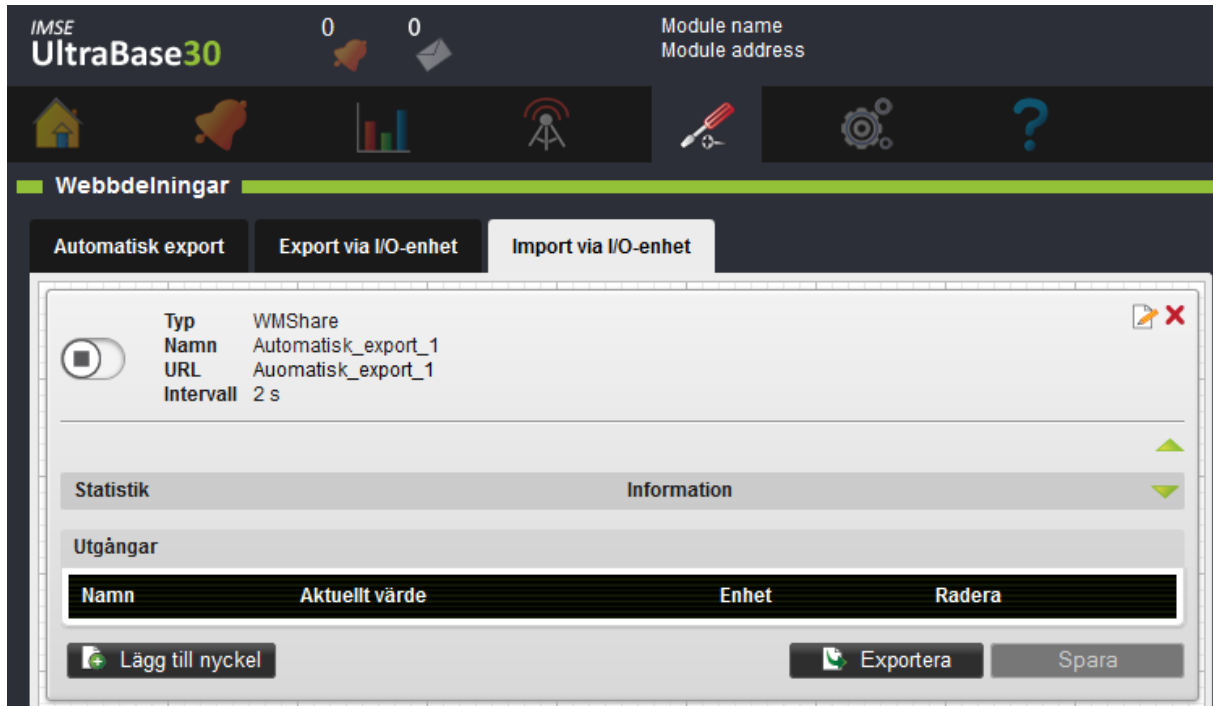 IMSE
UltraBase30
0
0
Module name
Module address
Webbdelningar
Automatisk export
Export via I/O-enhet
Import via I/O-enhet
Typ WMShare
Namn Automatisk_export_1
URL Auomatisk_export_1
Intervall 2 s
Statistik Information
Utgångar
Namn Aktuellt värde Enhet Radera
Lägg till nyckel
Exportera
Spara